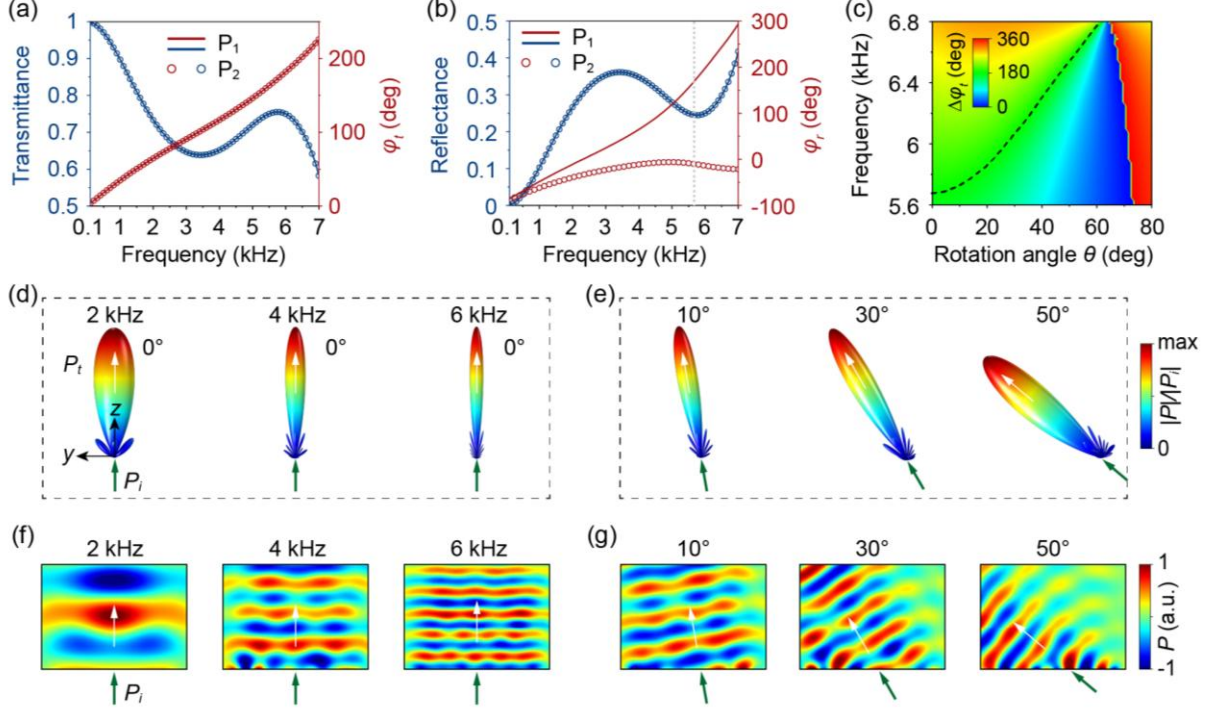 (a)
Transmittance
1
0.9
0.8
0.7
0.6
0.5
P1
P2
200
100
0
φt (deg)
0.1 1 2 3 4 5 6 7
Frequency (kHz)
(b)
Reflectance
0.5
0.4
0.3
0.2
0.1
0
P1
P2
300
200
100
0
-100
φr (deg)
0.1 1 2 3 4 5 6 7
Frequency (kHz)
(c)
Frequency (kHz)
6.8
6.4
6
5.6
Δφt (deg)
360
180
0
0 20 40 60 80
Rotation angle θ (deg)
(d)
2 kHz 4 kHz 6 kHz
0° 0° 0°
Pt
z
y
Pi
(e)
10° 30° 50°
max
|P|/|Pi|
0
(f)
2 kHz 4 kHz 6 kHz
Pi
(g)
10° 30° 50°
1
P (a.u.)
-1